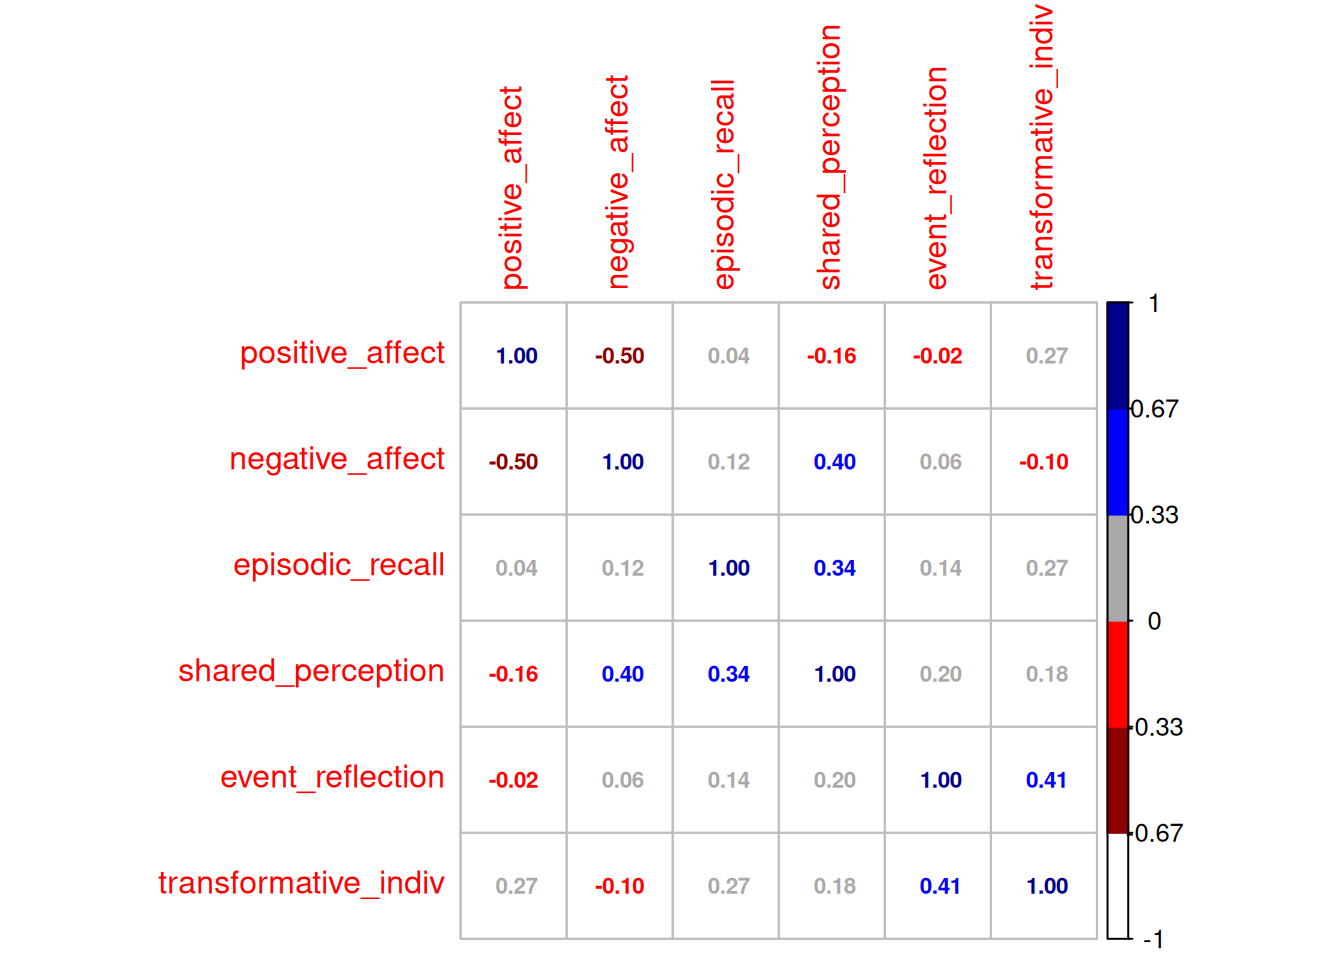 positive_affect
negative_affect
episodic_recall
shared_perception
event_reflection
transformative_indiv
positive_affect 1.00 -0.50 0.04 -0.16 -0.02 0.27
negative_affect -0.50 1.00 0.12 0.40 0.06 -0.10
episodic_recall 0.04 0.12 1.00 0.34 0.14 0.27
shared_perception -0.16 0.40 0.34 1.00 0.20 0.18
event_reflection -0.02 0.06 0.14 0.20 1.00 0.41
transformative_indiv 0.27 -0.10 0.27 0.18 0.41 1.00
1
0.67
0.33
0
-0.33
-0.67
-1